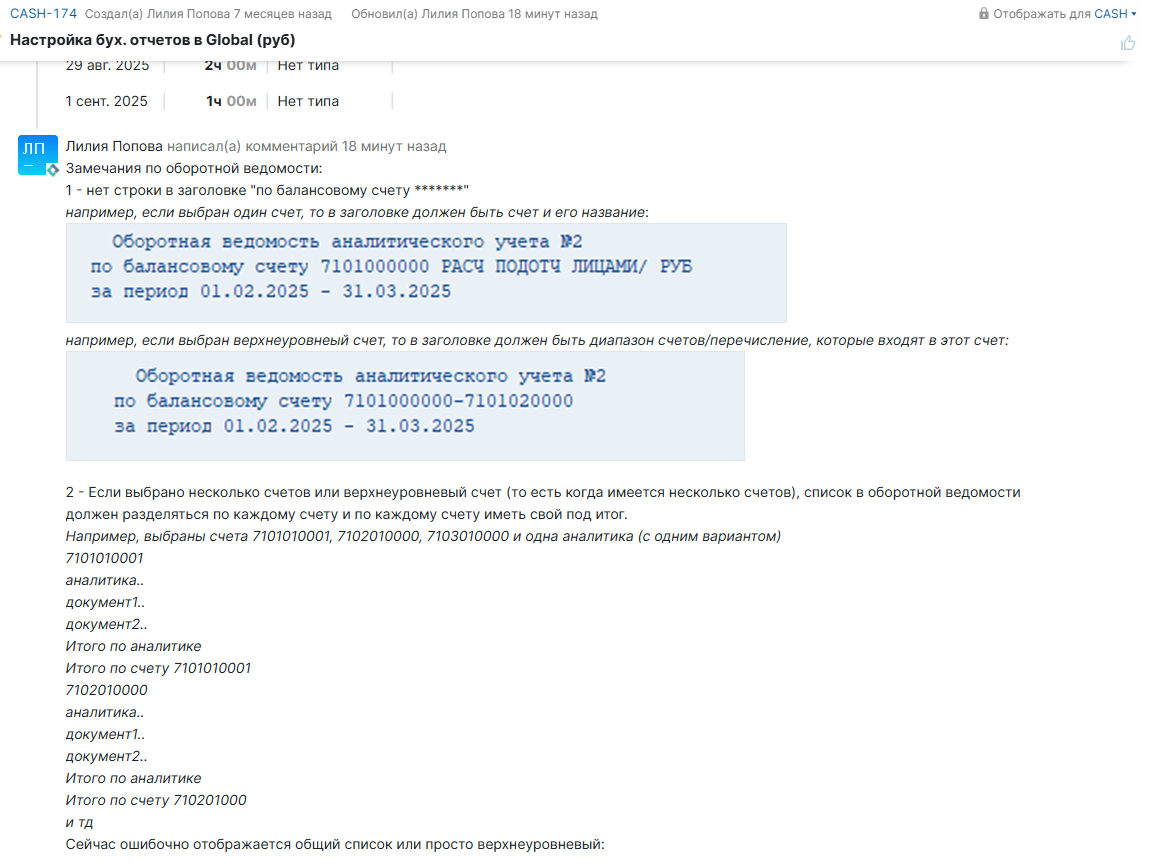 CASH-174 Создал(а) Лилия Попова 7 месяцев назад Обновил(а) Лилия Попова 18 минут назад Отображать для CASH
Настройка бух. отчетов в Global (руб)
29 авг. 2025 2ч 00м Нет типа
1 сент. 2025 1ч 00м Нет типа
ЛП Лилия Попова написал(а) комментарий 18 минут назад
Замечания по оборотной ведомости:
1 - нет строки в заголовке "по балансовому счету *******"
например, если выбран один счет, то в заголовке должен быть счет и его название:
Оборотная ведомость аналитического учета №2
по балансовому счету 7101000000 РАСЧ ПОДОТЧ ЛИЦАМИ/ РУБ
за период 01.02.2025 - 31.03.2025
например, если выбран верхнеуровнеый счет, то в заголовке должен быть диапазон счетов/перечисление, которые входят в этот счет:
Оборотная ведомость аналитического учета №2
по балансовому счету 7101000000-7101020000
за период 01.02.2025 - 31.03.2025
2 - Если выбрано несколько счетов или верхнеуровневый счет (то есть когда имеется несколько счетов), список в оборотной ведомости
должен разделяться по каждому счету и по каждому счету иметь свой под итог.
Например, выбраны счета 7101010001, 7102010000, 7103010000 и одна аналитика (с одним вариантом)
7101010001
аналитика..
документ1..
документ2..
Итого по аналитике
Итого по счету 7101010001
7102010000
аналитика..
документ1..
документ2..
Итого по аналитике
Итого по счету 710201000
и тд
Сейчас ошибочно отображается общий список или просто верхнеуровневый: